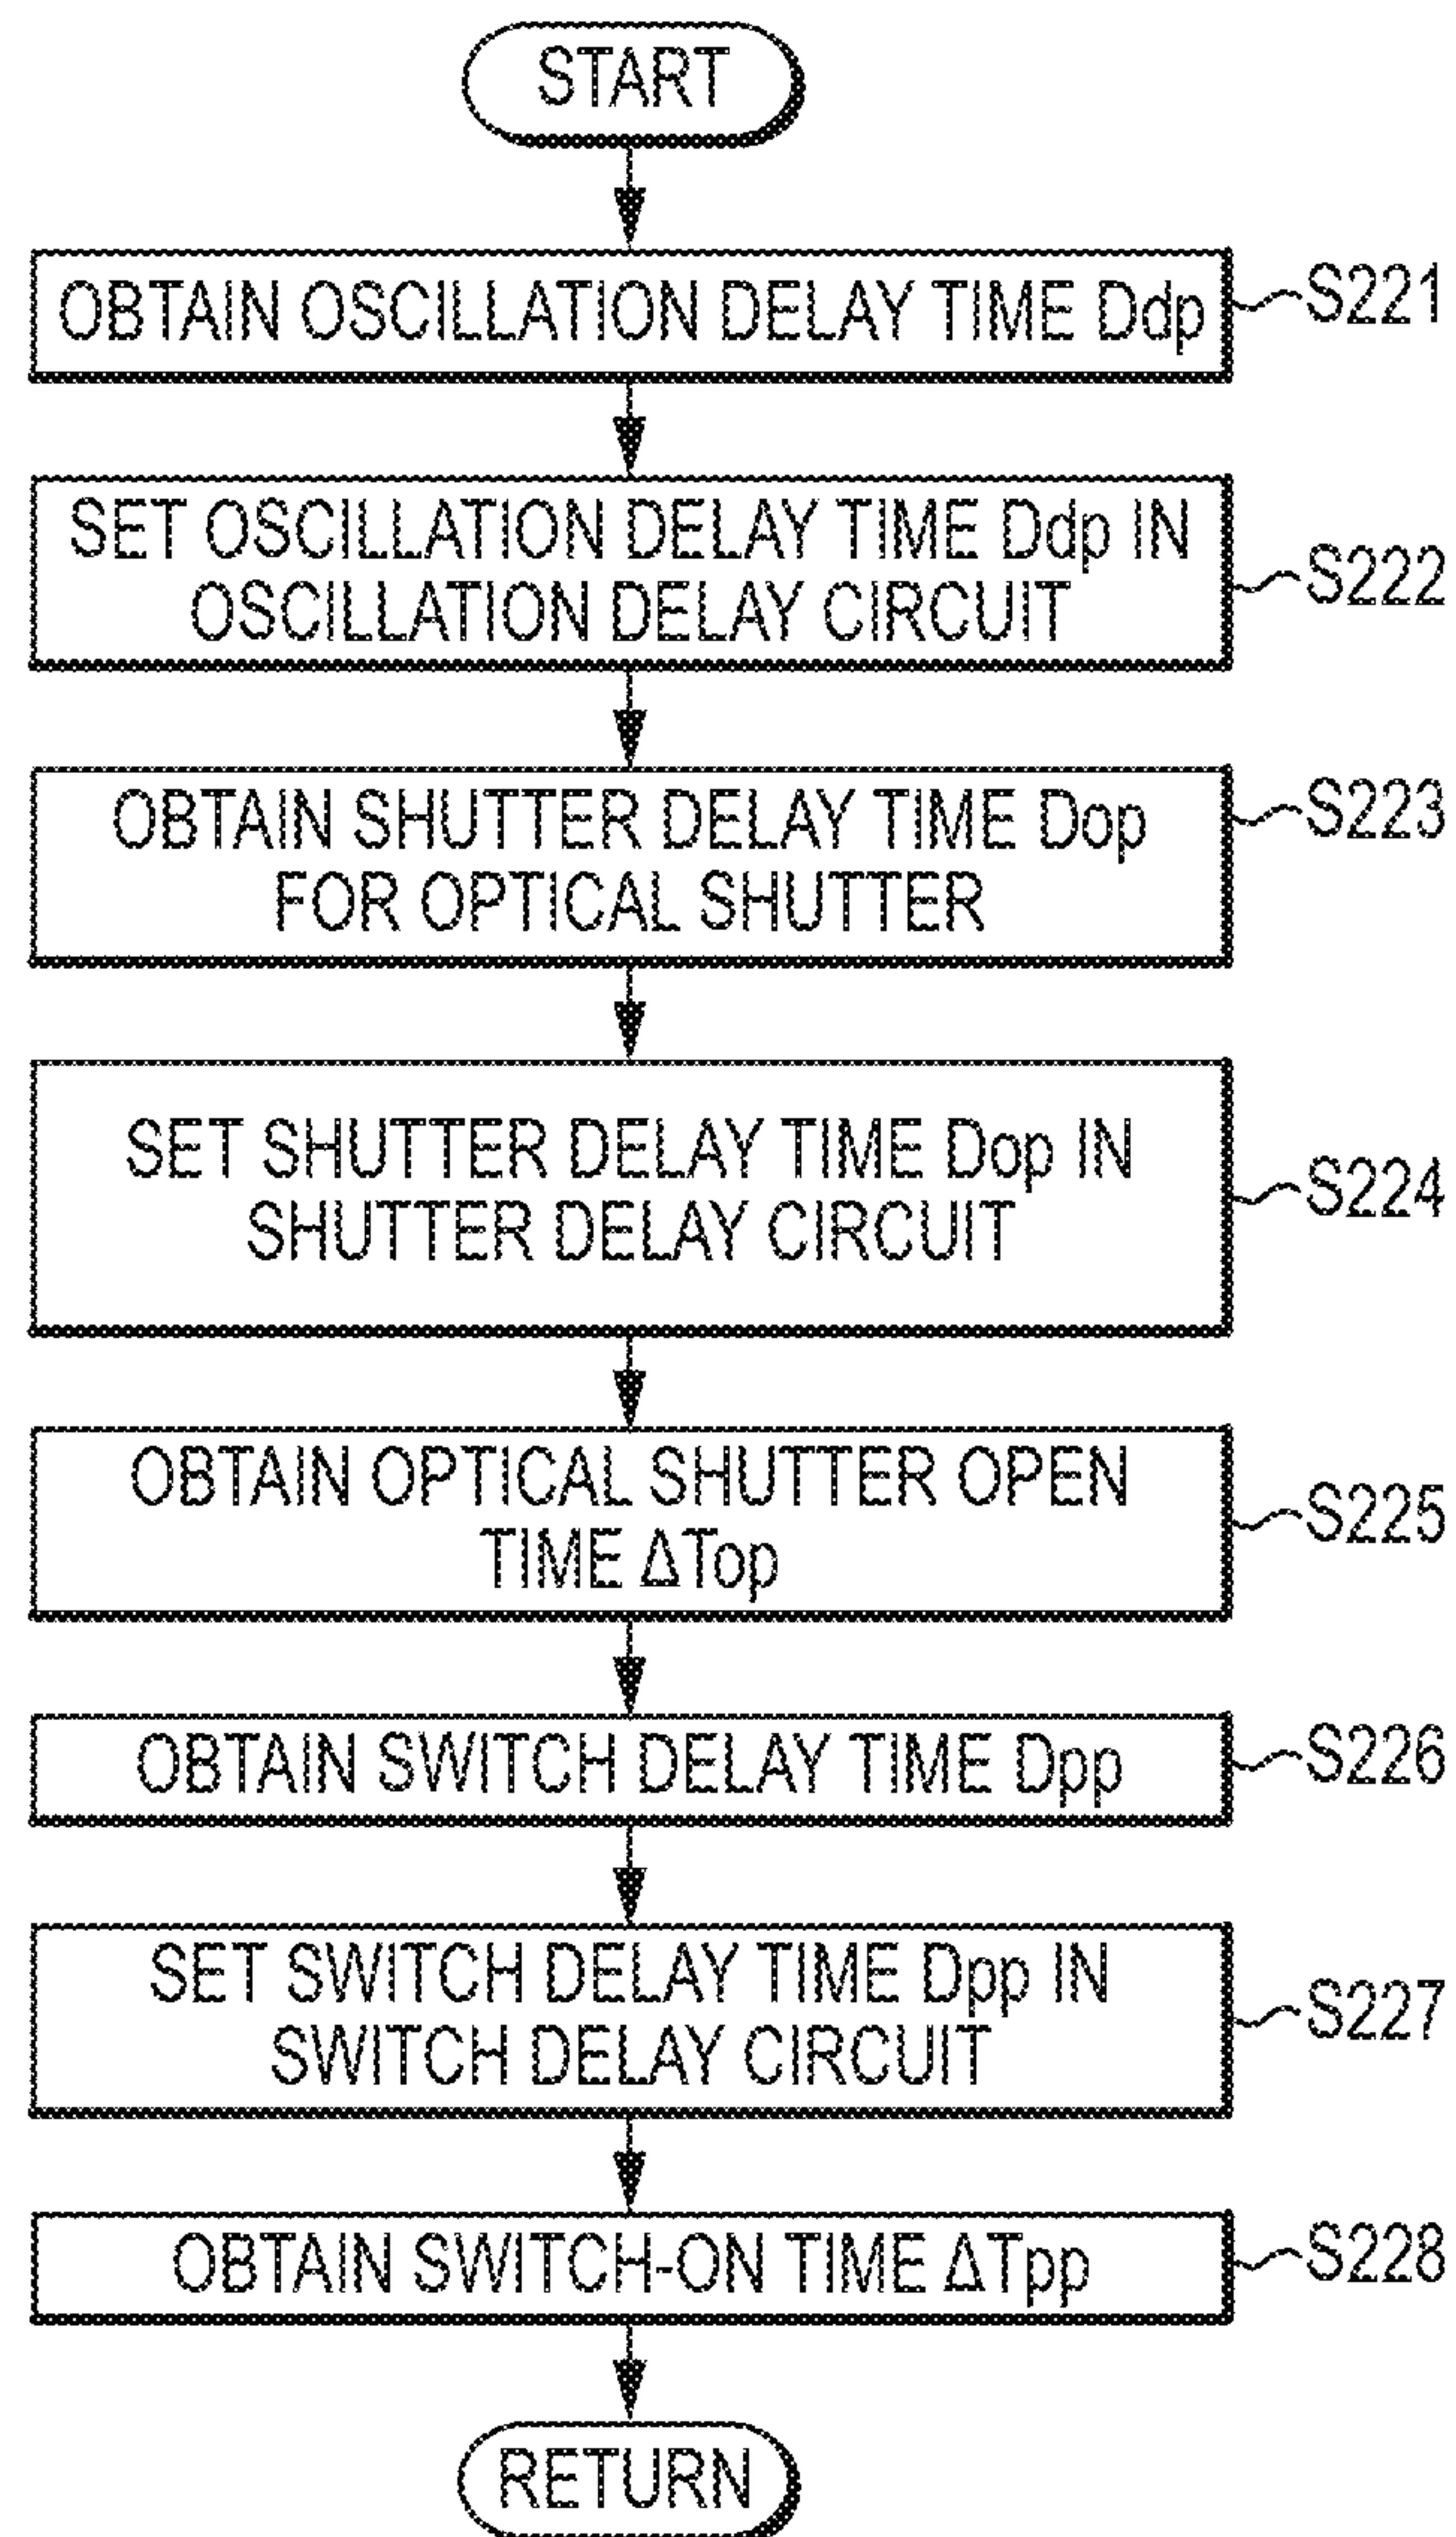 START
OBTAIN OSCILLATION DELAY TIME Ddp
S221
SET OSCILLATION DELAY TIME Ddp IN
OSCILLATION DELAY CIRCUIT
S222
OBTAIN SHUTTER DELAY TIME Dop
FOR OPTICAL SHUTTER
S223
SET SHUTTER DELAY TIME Dop IN
SHUTTER DELAY CIRCUIT
S224
OBTAIN OPTICAL SHUTTER OPEN
TIME ΔTop
S225
OBTAIN SWITCH DELAY TIME Dpp
S226
SET SWITCH DELAY TIME Dpp IN
SWITCH DELAY CIRCUIT
S227
OBTAIN SWITCH-ON TIME ΔTpp
S228
RETURN